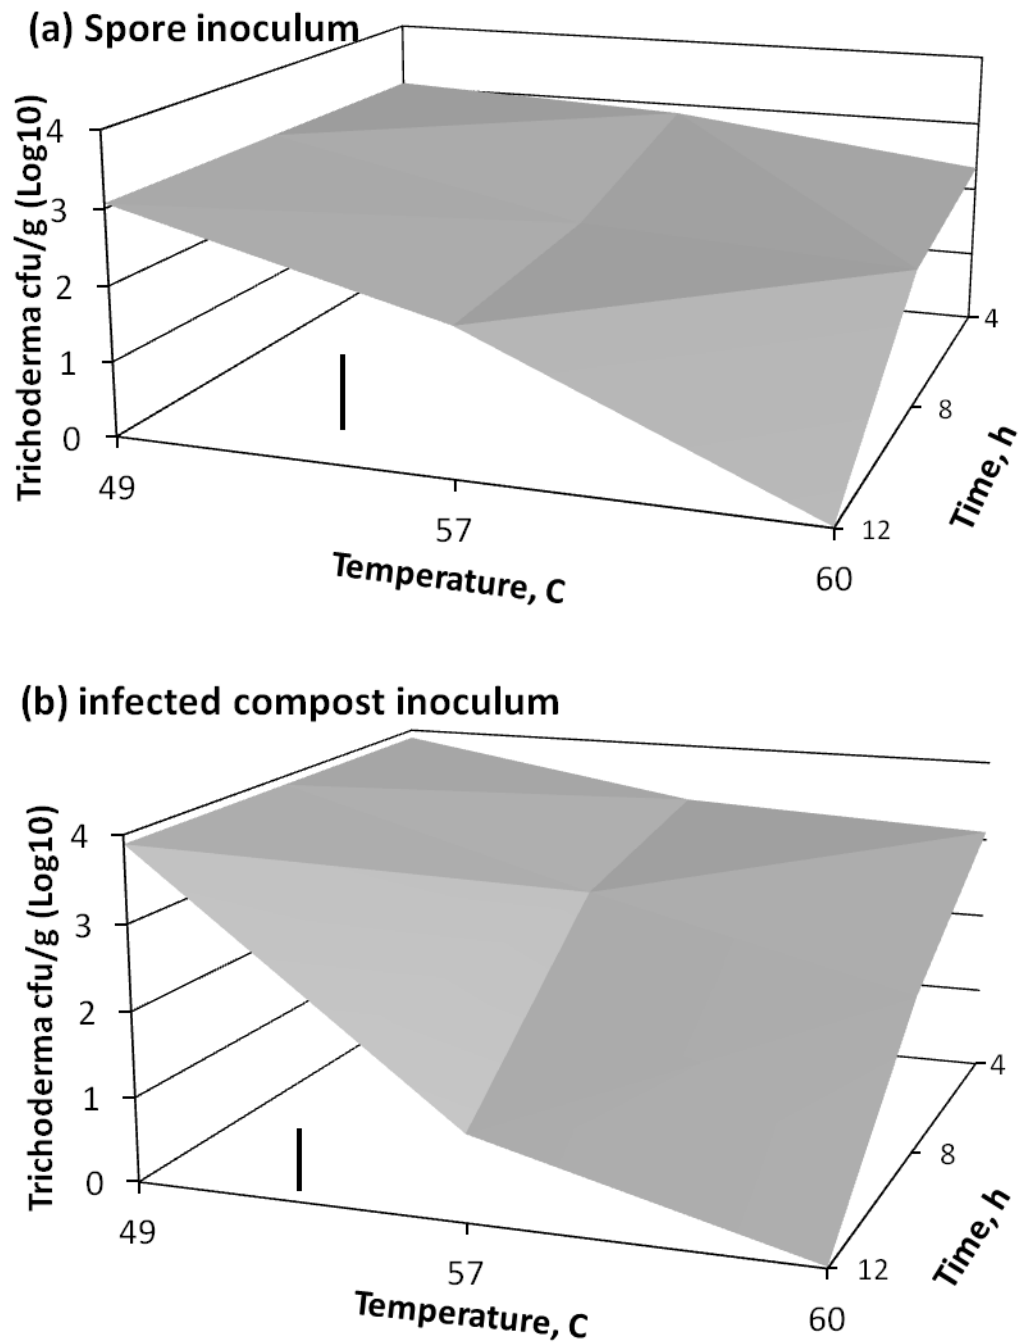 (a) Spore inoculum
Trichoderma cfu/g (Log10)
4
3
2
1
0
49
57
60
Temperature, C
4
8
12
Time, h
(b) infected compost inoculum
Trichoderma cfu/g (Log10)
4
3
2
1
0
49
57
60
Temperature, C
4
8
12
Time, h